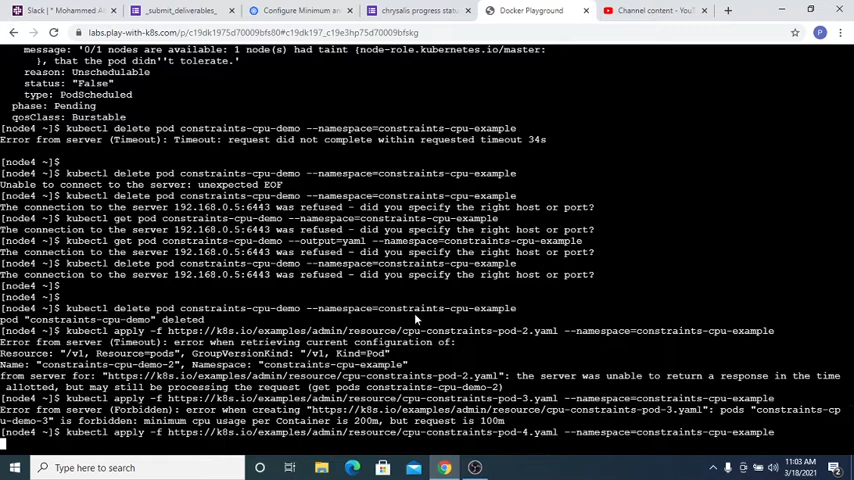 Slack | * Mohammed Al
_submit_deliverables_
Configure Minimum an
chrysalis progress statu
Docker Playground
Channel content - YouTu
labs.play-with-k8s.com/p/c19dk1975d70009bfs80#c19dk197_c19e3hp75d70009bfskg
P
message: '0/1 nodes are available: 1 node(s) had taint {node-role.kubernetes.io/master:
}, that the pod didn''t tolerate.'
reason: Unschedulable
status: "False"
type: PodScheduled
phase: Pending
qosClass: Burstable
[node4 ~]$ kubectl delete pod constraints-cpu-demo --namespace=constraints-cpu-example
Error from server (Timeout): Timeout: request did not complete within requested timeout 34s
[node4 ~]$
[node4 ~]$ kubectl delete pod constraints-cpu-demo --namespace=constraints-cpu-example
Unable to connect to the server: unexpected EOF
[node4 ~]$ kubectl delete pod constraints-cpu-demo --namespace=constraints-cpu-example
The connection to the server 192.168.0.5:6443 was refused - did you specify the right host or port?
[node4 ~]$ kubectl get pod constraints-cpu-demo --namespace=constraints-cpu-example
The connection to the server 192.168.0.5:6443 was refused - did you specify the right host or port?
[node4 ~]$ kubectl get pod constraints-cpu-demo --output=yaml --namespace=constraints-cpu-example
The connection to the server 192.168.0.5:6443 was refused - did you specify the right host or port?
[node4 ~]$ kubectl delete pod constraints-cpu-demo --namespace=constraints-cpu-example
The connection to the server 192.168.0.5:6443 was refused - did you specify the right host or port?
[node4 ~]$
[node4 ~]$
[node4 ~]$ kubectl delete pod constraints-cpu-demo --namespace=constraints-cpu-example
pod "constraints-cpu-demo" deleted
[node4 ~]$ kubectl apply -f https://k8s.io/examples/admin/resource/cpu-constraints-pod-2.yaml --namespace=constraints-cpu-example
Error from server (Timeout): error when retrieving current configuration of:
Resource: "/v1, Resource=pods", GroupVersionKind: "/v1, Kind=Pod"
Name: "constraints-cpu-demo-2", Namespace: "constraints-cpu-example"
from server for: "https://k8s.io/examples/admin/resource/cpu-constraints-pod-2.yaml": the server was unable to return a response in the time
allotted, but may still be processing the request (get pods constraints-cpu-demo-2)
[node4 ~]$ kubectl apply -f https://k8s.io/examples/admin/resource/cpu-constraints-pod-3.yaml --namespace=constraints-cpu-example
Error from server (Forbidden): error when creating "https://k8s.io/examples/admin/resource/cpu-constraints-pod-3.yaml": pods "constraints-cp
u-demo-3" is forbidden: minimum cpu usage per Container is 200m, but request is 100m
[node4 ~]$ kubectl apply -f https://k8s.io/examples/admin/resource/cpu-constraints-pod-4.yaml --namespace=constraints-cpu-example
Type here to search
11:03 AM
3/18/2021
2